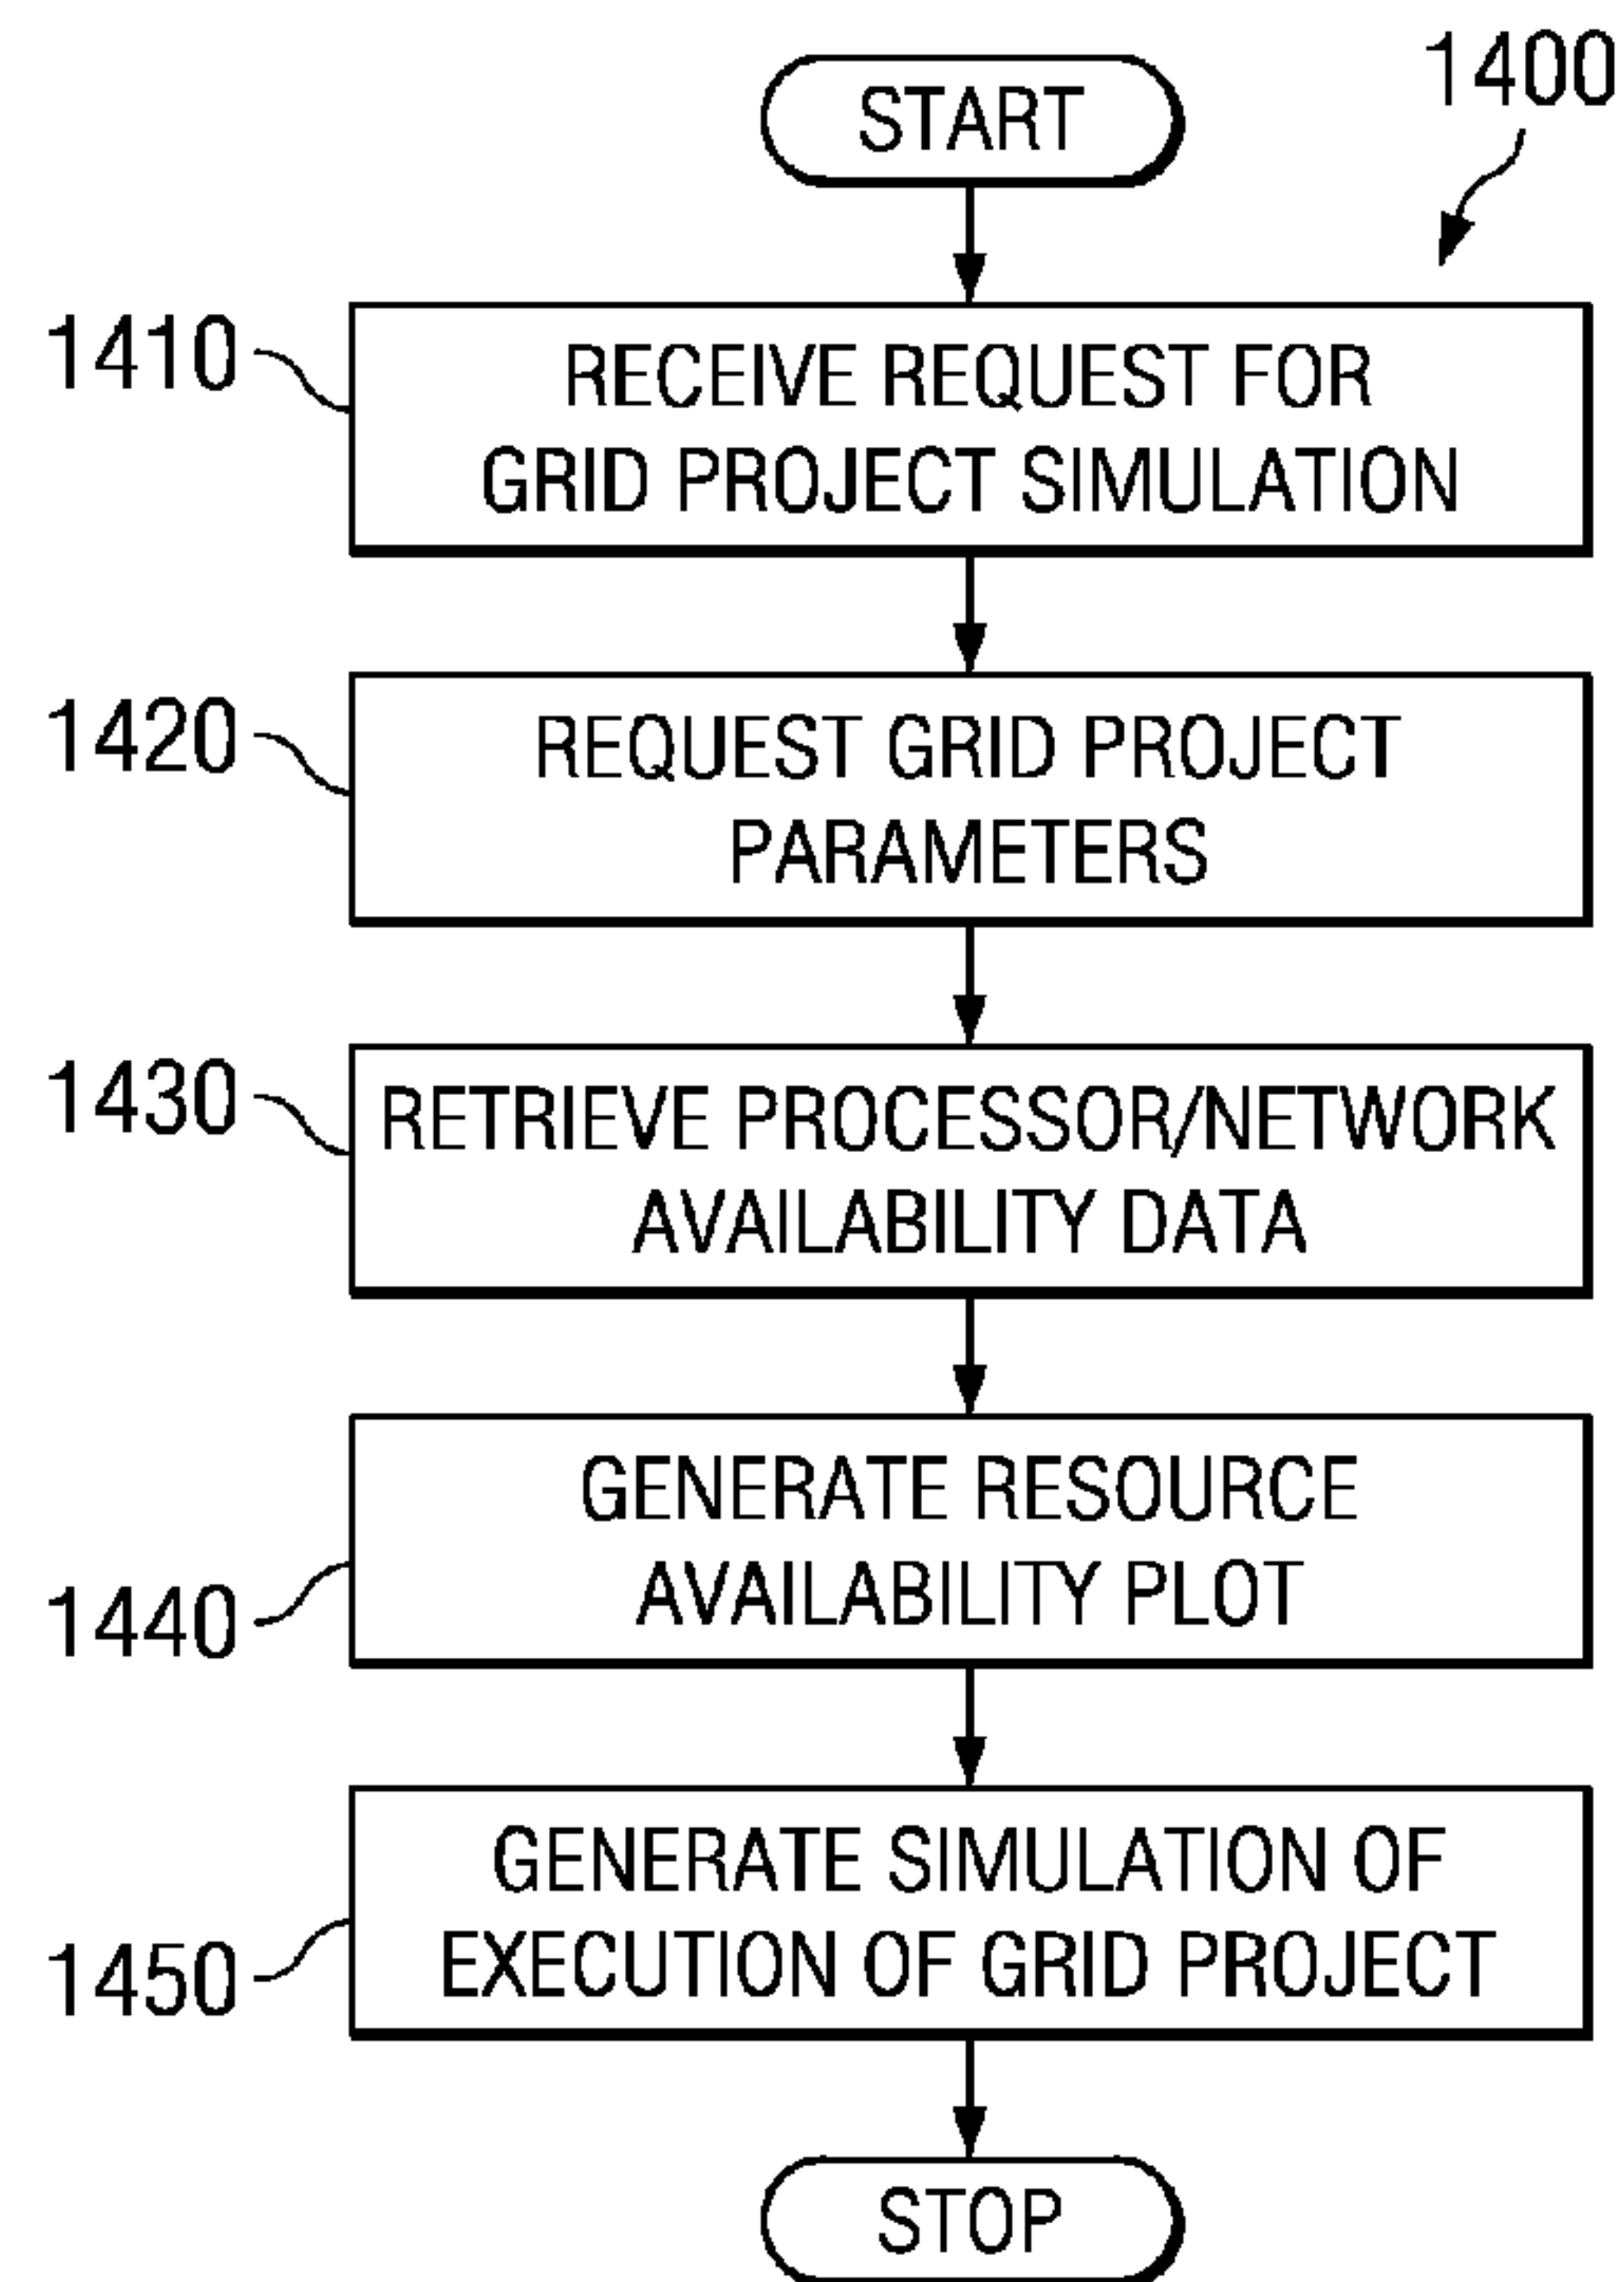 1400
START
1410
RECEIVE REQUEST FOR
GRID PROJECT SIMULATION
1420
REQUEST GRID PROJECT
PARAMETERS
1430
RETRIEVE PROCESSOR/NETWORK
AVAILABILITY DATA
1440
GENERATE RESOURCE
AVAILABILITY PLOT
1450
GENERATE SIMULATION OF
EXECUTION OF GRID PROJECT
STOP